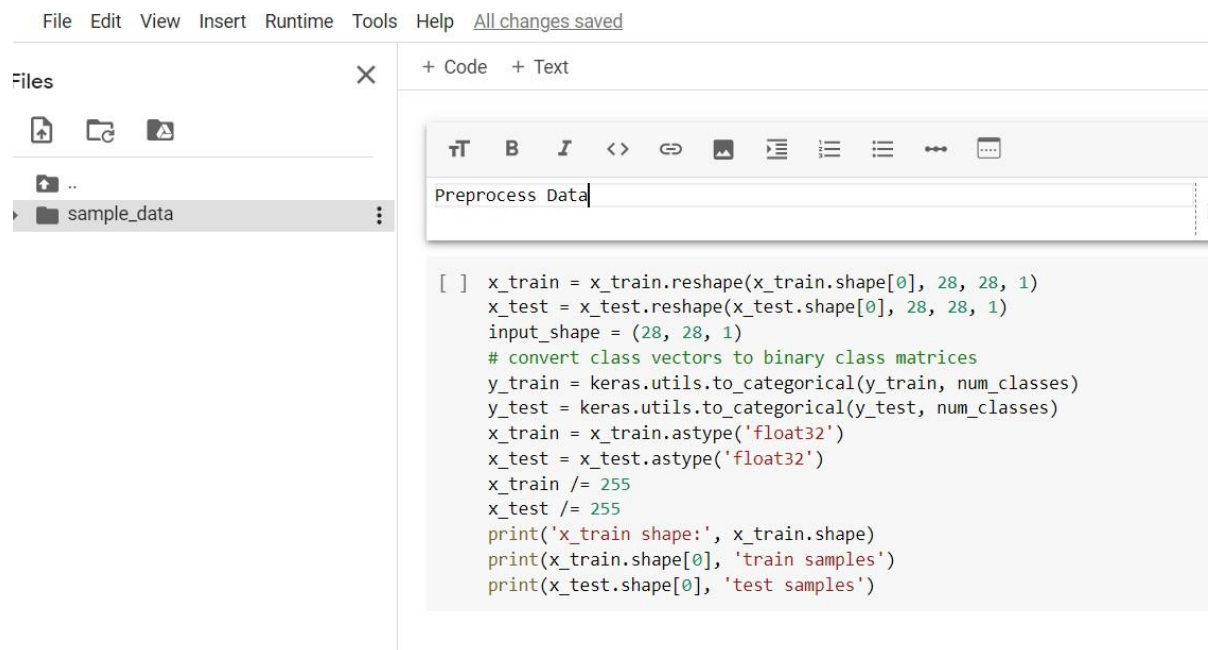 File Edit View Insert Runtime Tools Help All changes saved
Files
+ Code + Text
..
sample_data
Preprocess Data
[ ] x_train = x_train.reshape(x_train.shape[0], 28, 28, 1)
x_test = x_test.reshape(x_test.shape[0], 28, 28, 1)
input_shape = (28, 28, 1)
# convert class vectors to binary class matrices
y_train = keras.utils.to_categorical(y_train, num_classes)
y_test = keras.utils.to_categorical(y_test, num_classes)
x_train = x_train.astype('float32')
x_test = x_test.astype('float32')
x_train /= 255
x_test /= 255
print('x_train shape:', x_train.shape)
print(x_train.shape[0], 'train samples')
print(x_test.shape[0], 'test samples')